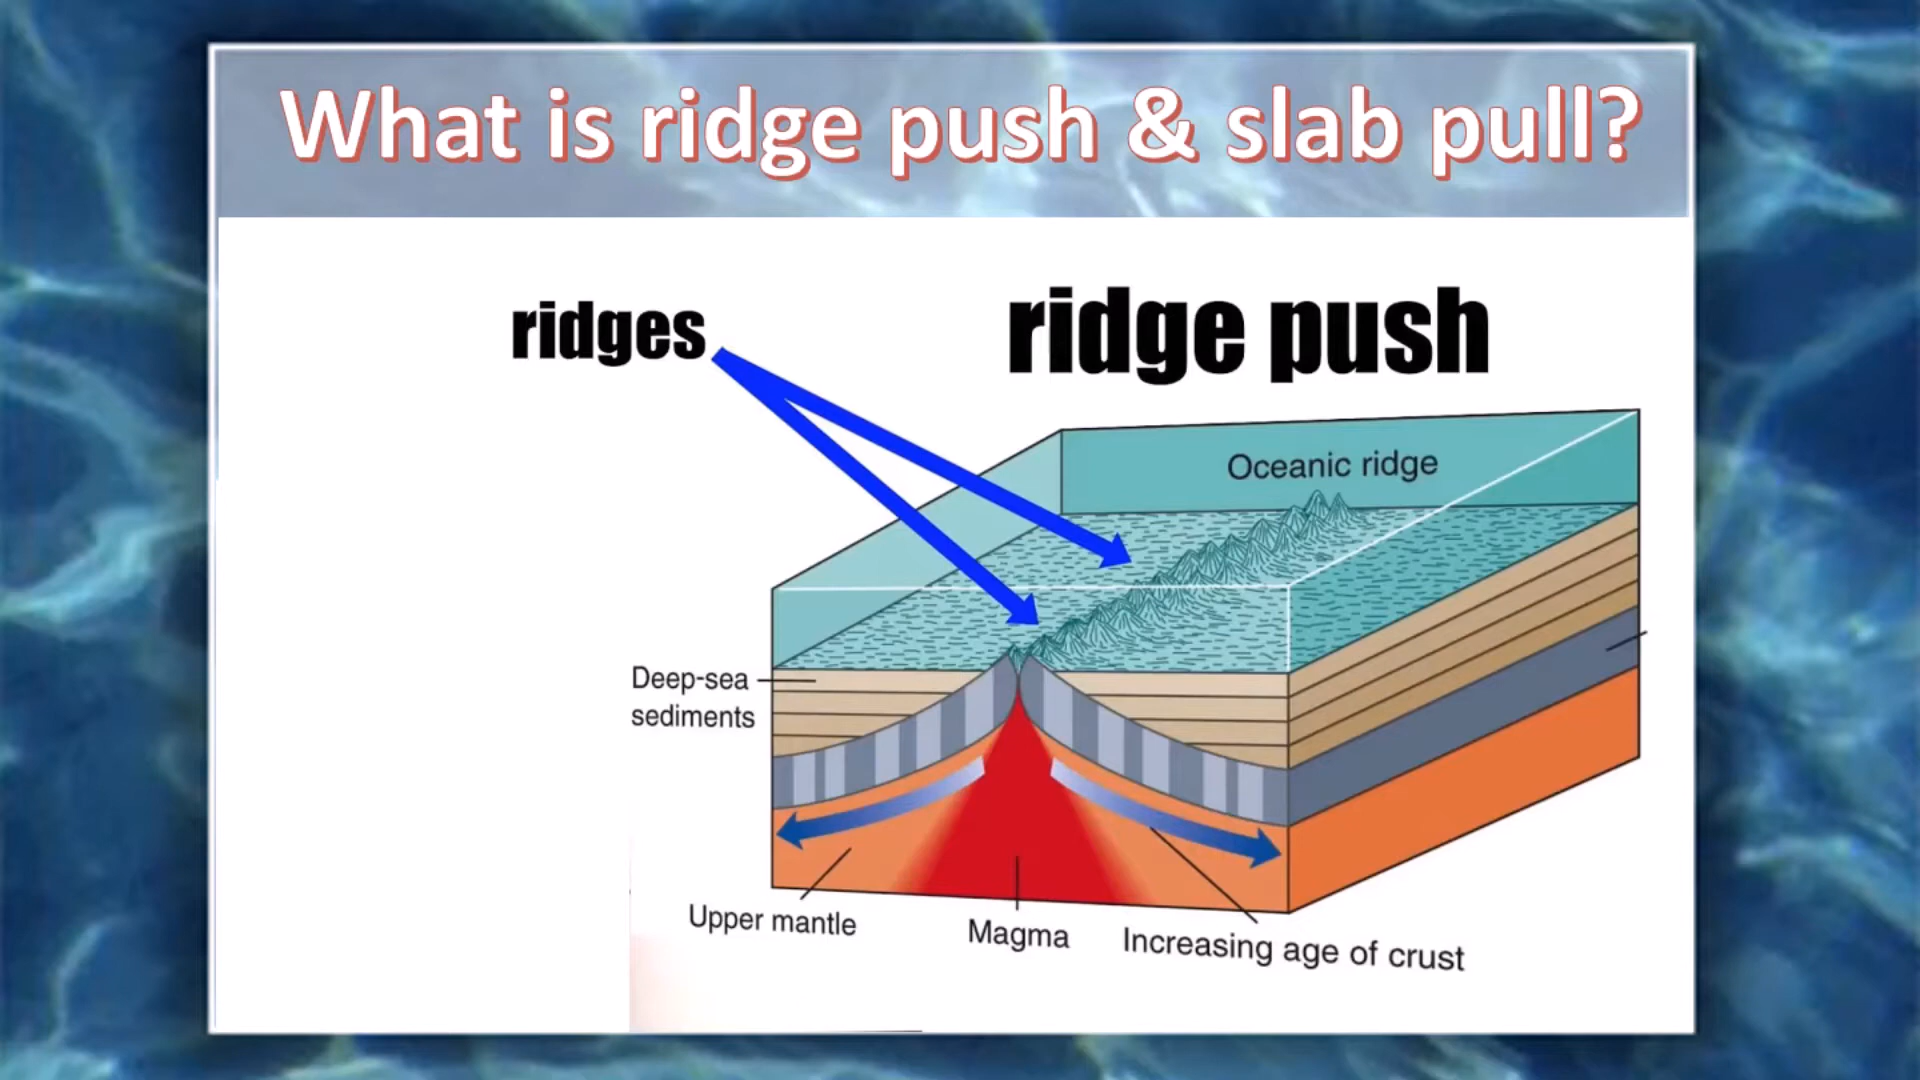 What is ridge push & slab pull?
ridges
ridge push
Oceanic ridge
Deep-sea
sediments
Upper mantle
Magma
Increasing age of crust